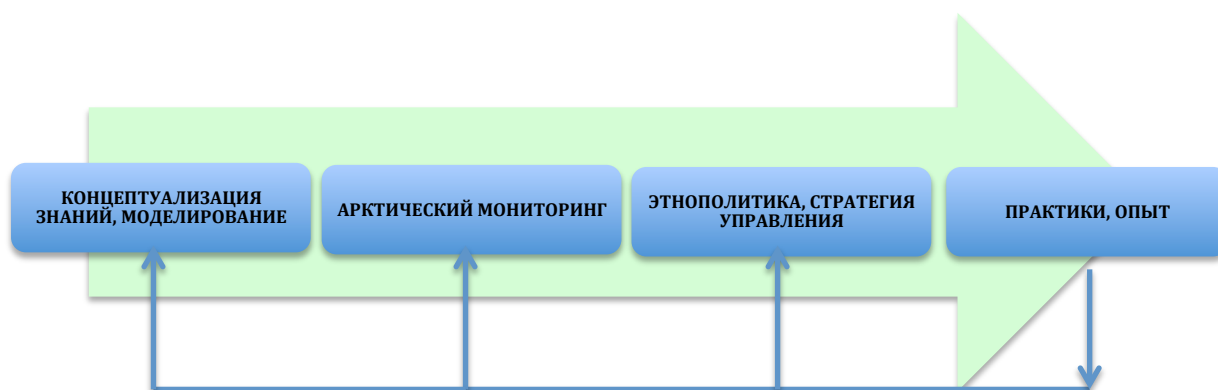 КОНЦЕПТУАЛИЗАЦИЯ
ЗНАНИЙ, МОДЕЛИРОВАНИЕ
АРКТИЧЕСКИЙ МОНИТОРИНГ
ЭТНОПОЛИТИКА, СТРАТЕГИЯ
УПРАВЛЕНИЯ
ПРАКТИКИ, ОПЫТ